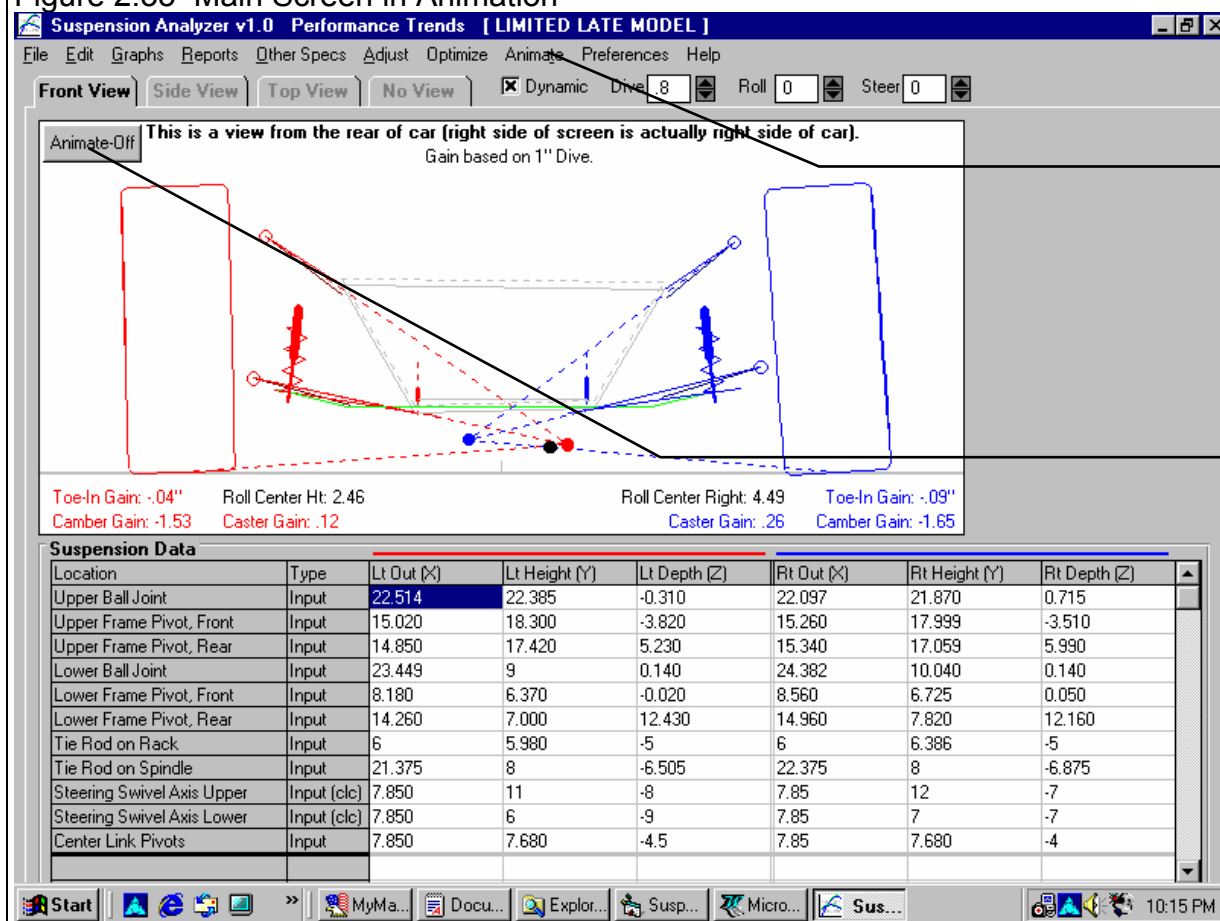 Suspension Analyzer v1.0 Performance Trends [ LIMITED LATE MODEL ]
File Edit Graphs Reports Other Specs Adjust Optimize Animate Preferences Help
Front View Side View Top View No View Dynamic Dive .8 Roll 0 Steer 0
Animate-Off
This is a view from the rear of car (right side of screen is actually right side of car).
Gain based on 1" Dive.
Toe-In Gain: -.04" Roll Center Ht: 2.46 Roll Center Right: 4.49 Toe-In Gain: -.09"
Camber Gain: -1.53 Caster Gain: .12 Caster Gain: .26 Camber Gain: -1.65
Suspension Data
Location Type Lt Out (X) Lt Height (Y) Lt Depth (Z) Rt Out (X) Rt Height (Y) Rt Depth (Z)
Upper Ball Joint Input 22.514 22.385 -0.310 22.097 21.870 0.715
Upper Frame Pivot, Front Input 15.020 18.300 -3.820 15.260 17.999 -3.510
Upper Frame Pivot, Rear Input 14.850 17.420 5.230 15.340 17.059 5.990
Lower Ball Joint Input 23.449 9 0.140 24.382 10.040 0.140
Lower Frame Pivot, Front Input 8.180 6.370 -0.020 8.560 6.725 0.050
Lower Frame Pivot, Rear Input 14.260 7.000 12.430 14.960 7.820 12.160
Tie Rod on Rack Input 6 5.980 -5 6 6.386 -5
Tie Rod on Spindle Input 21.375 8 -6.505 22.375 8 -6.875
Steering Swivel Axis Upper Input (clc) 7.850 11 -8 7.85 12 -7
Steering Swivel Axis Lower Input (clc) 7.850 6 -9 7.85 7 -7
Center Link Pivots Input 7.850 7.680 -4.5 7.85 7.680 -4
Start » MyMa... Docu... Explor... Susp... Micro... Sus... 10:15 PM